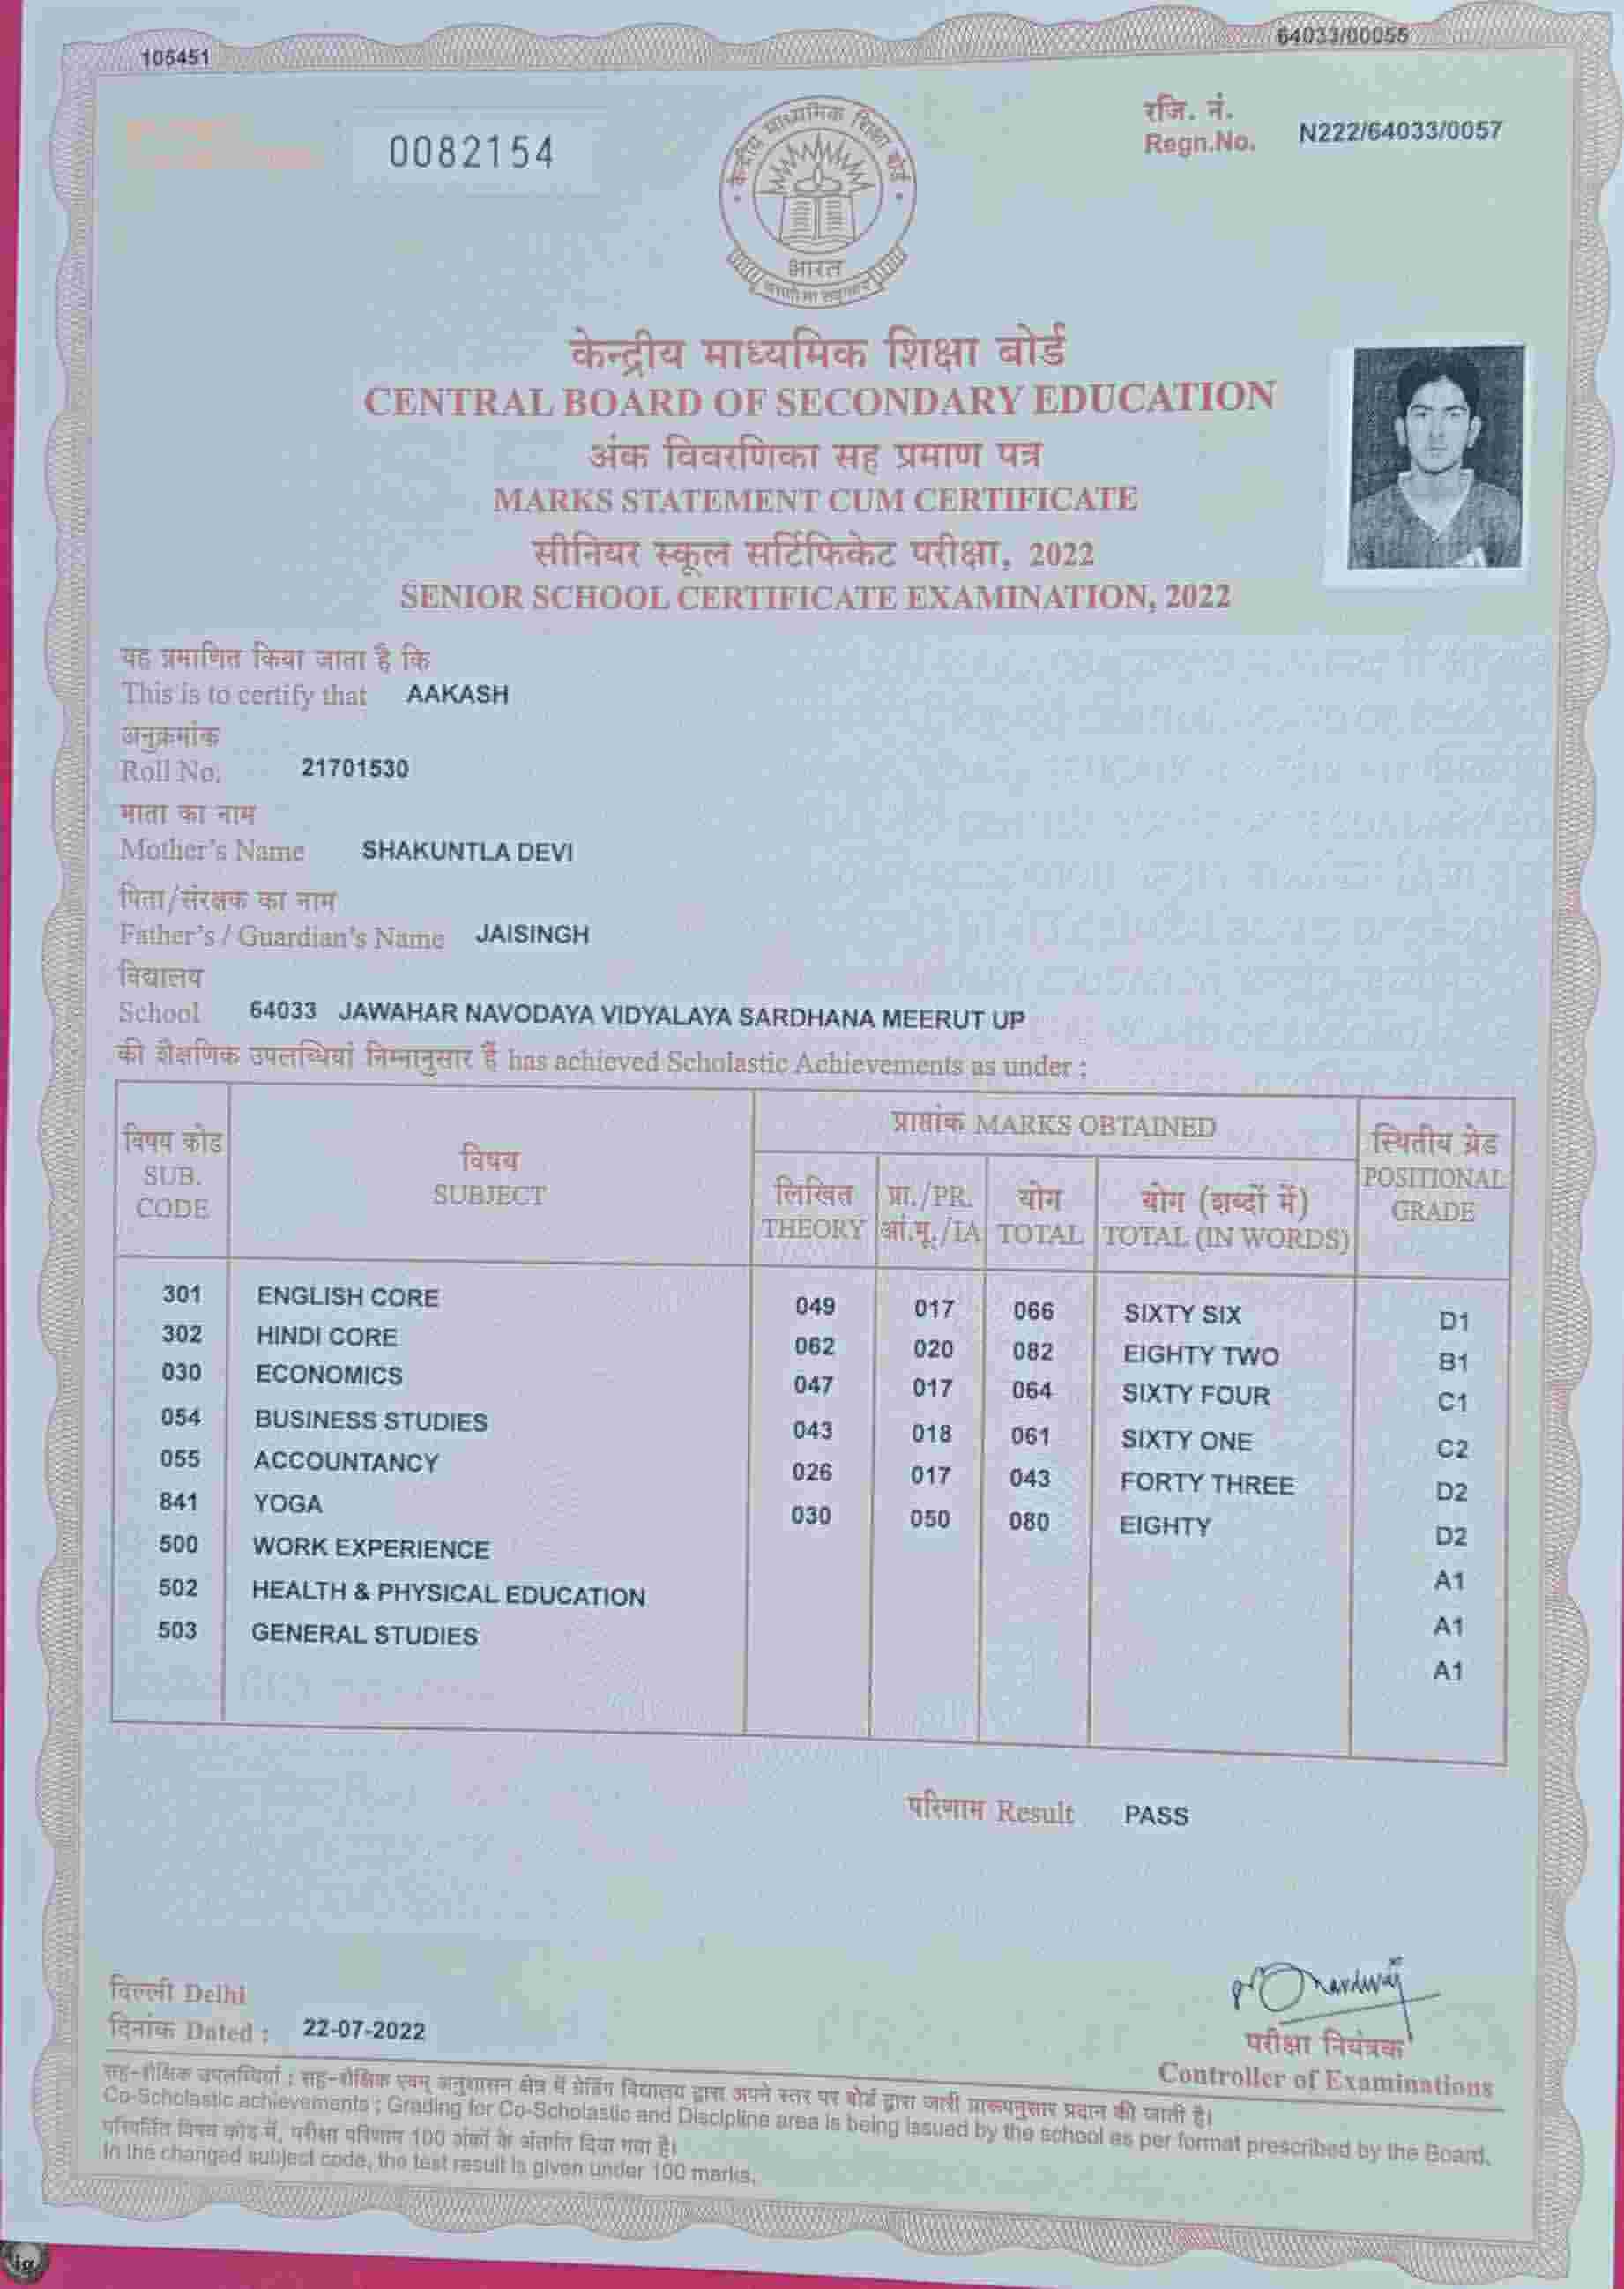 105451
64033/00055
0082154
रजि. नं.
Regn.No. N222/64033/0057
केन्द्रीय माध्यमिक शिक्षा बोर्ड
भारत
केन्द्रीय माध्यमिक शिक्षा बोर्ड
CENTRAL BOARD OF SECONDARY EDUCATION
अंक विवरणिका सह प्रमाण पत्र
MARKS STATEMENT CUM CERTIFICATE
सीनियर स्कूल सर्टिफिकेट परीक्षा, 2022
SENIOR SCHOOL CERTIFICATE EXAMINATION, 2022
यह प्रमाणित किया जाता है कि
This is to certify that AAKASH
अनुक्रमांक
Roll No. 21701530
माता का नाम
Mother's Name SHAKUNTLA DEVI
पिता/संरक्षक का नाम
Father's / Guardian's Name JAISINGH
विद्यालय
School 64033 JAWAHAR NAVODAYA VIDYALAYA SARDHANA MEERUT UP
की शैक्षणिक उपलब्धियां निम्नानुसार हैं has achieved Scholastic Achievements as under :
विषय कोड SUB. CODE विषय SUBJECT प्राप्तांक MARKS OBTAINED स्थितीय ग्रेड POSITIONAL GRADE
लिखित THEORY प्रा./PR. आं.मू./IA योग TOTAL योग (शब्दों में) TOTAL (IN WORDS)
301 ENGLISH CORE 049 017 066 SIXTY SIX D1
302 HINDI CORE 062 020 082 EIGHTY TWO B1
030 ECONOMICS 047 017 064 SIXTY FOUR C1
054 BUSINESS STUDIES 043 018 061 SIXTY ONE C2
055 ACCOUNTANCY 026 017 043 FORTY THREE D2
841 YOGA 030 050 080 EIGHTY D2
500 WORK EXPERIENCE A1
502 HEALTH & PHYSICAL EDUCATION A1
503 GENERAL STUDIES A1
परिणाम Result PASS
दिल्ली Delhi
दिनांक Dated : 22-07-2022
परीक्षा नियंत्रक
Controller of Examinations
सह-शैक्षिक उपलब्धियां : सह-शैक्षिक एवम् अनुशासन क्षेत्र में ग्रेडिंग विद्यालय द्वारा अपने स्तर पर बोर्ड द्वारा जारी प्रारूपनुसार प्रदान की जाती है।
Co-Scholastic achievements : Grading for Co-Scholastic and Discipline area is being issued by the school as per format prescribed by the Board.
परिवर्तित विषय कोड में, परीक्षा परिणाम 100 अंकों के अंतर्गत दिया गया है।
In the changed subject code, the test result is given under 100 marks.